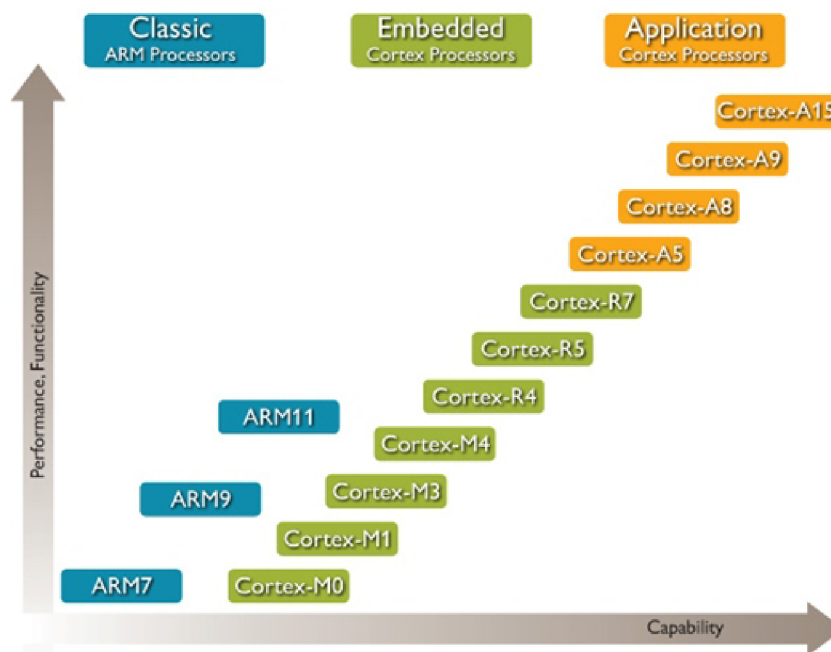 Classic
ARM Processors
Embedded
Cortex Processors
Application
Cortex Processors
Cortex-A15
Cortex-A9
Cortex-A8
Cortex-A5
Cortex-R7
Cortex-R5
Cortex-R4
ARM11
Cortex-M4
Cortex-M3
ARM9
Cortex-M1
ARM7
Cortex-M0
Performance, Functionality
Capability